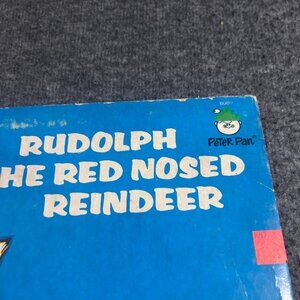 RUDOLPH
HE RED NOSED
REINDEER
PETER PAN®